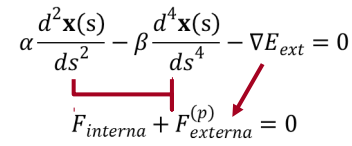 α d²x(s)/ds² − β d⁴x(s)/ds⁴ − ∇E_ext = 0
F_interna + F_externa^(p) = 0